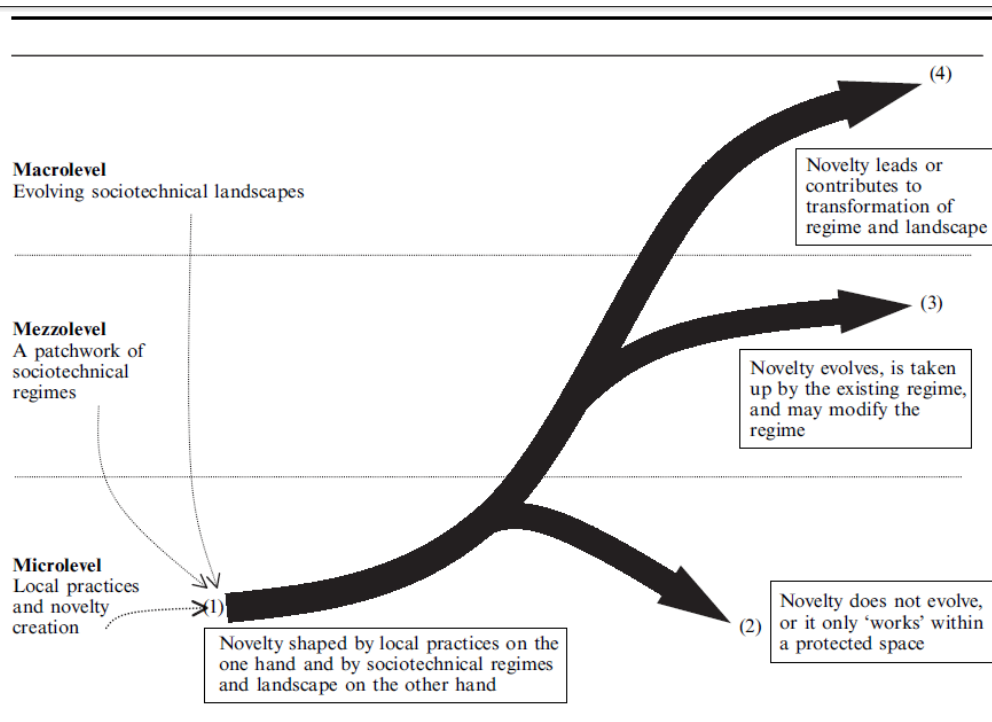 (4)
Macrolevel
Evolving sociotechnical landscapes
Novelty leads or
contributes to
transformation of
regime and landscape
(3)
Mezzolevel
A patchwork of
sociotechnical
regimes
Novelty evolves, is taken
up by the existing regime,
and may modify the
regime
Microlevel
Local practices
and novelty
creation
(1)
Novelty shaped by local practices on the
one hand and by sociotechnical regimes
and landscape on the other hand
(2)
Novelty does not evolve,
or it only ‘works’ within
a protected space